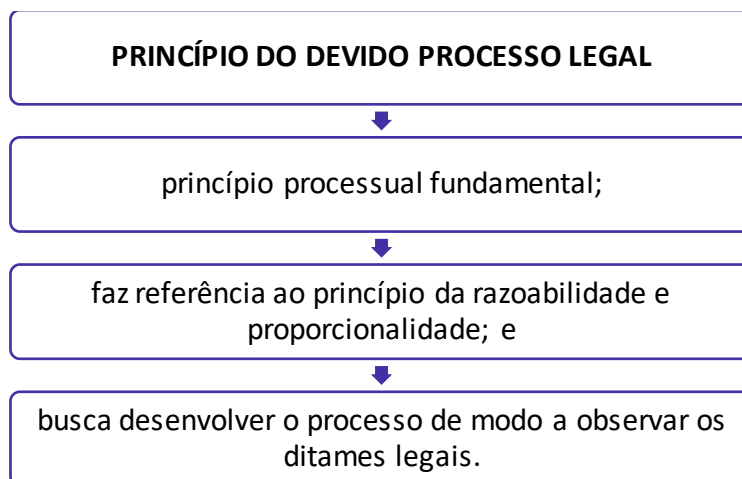 PRINCÍPIO DO DEVIDO PROCESSO LEGAL
princípio processual fundamental;
faz referência ao princípio da razoabilidade e
proporcionalidade; e
busca desenvolver o processo de modo a observar os
ditames legais.